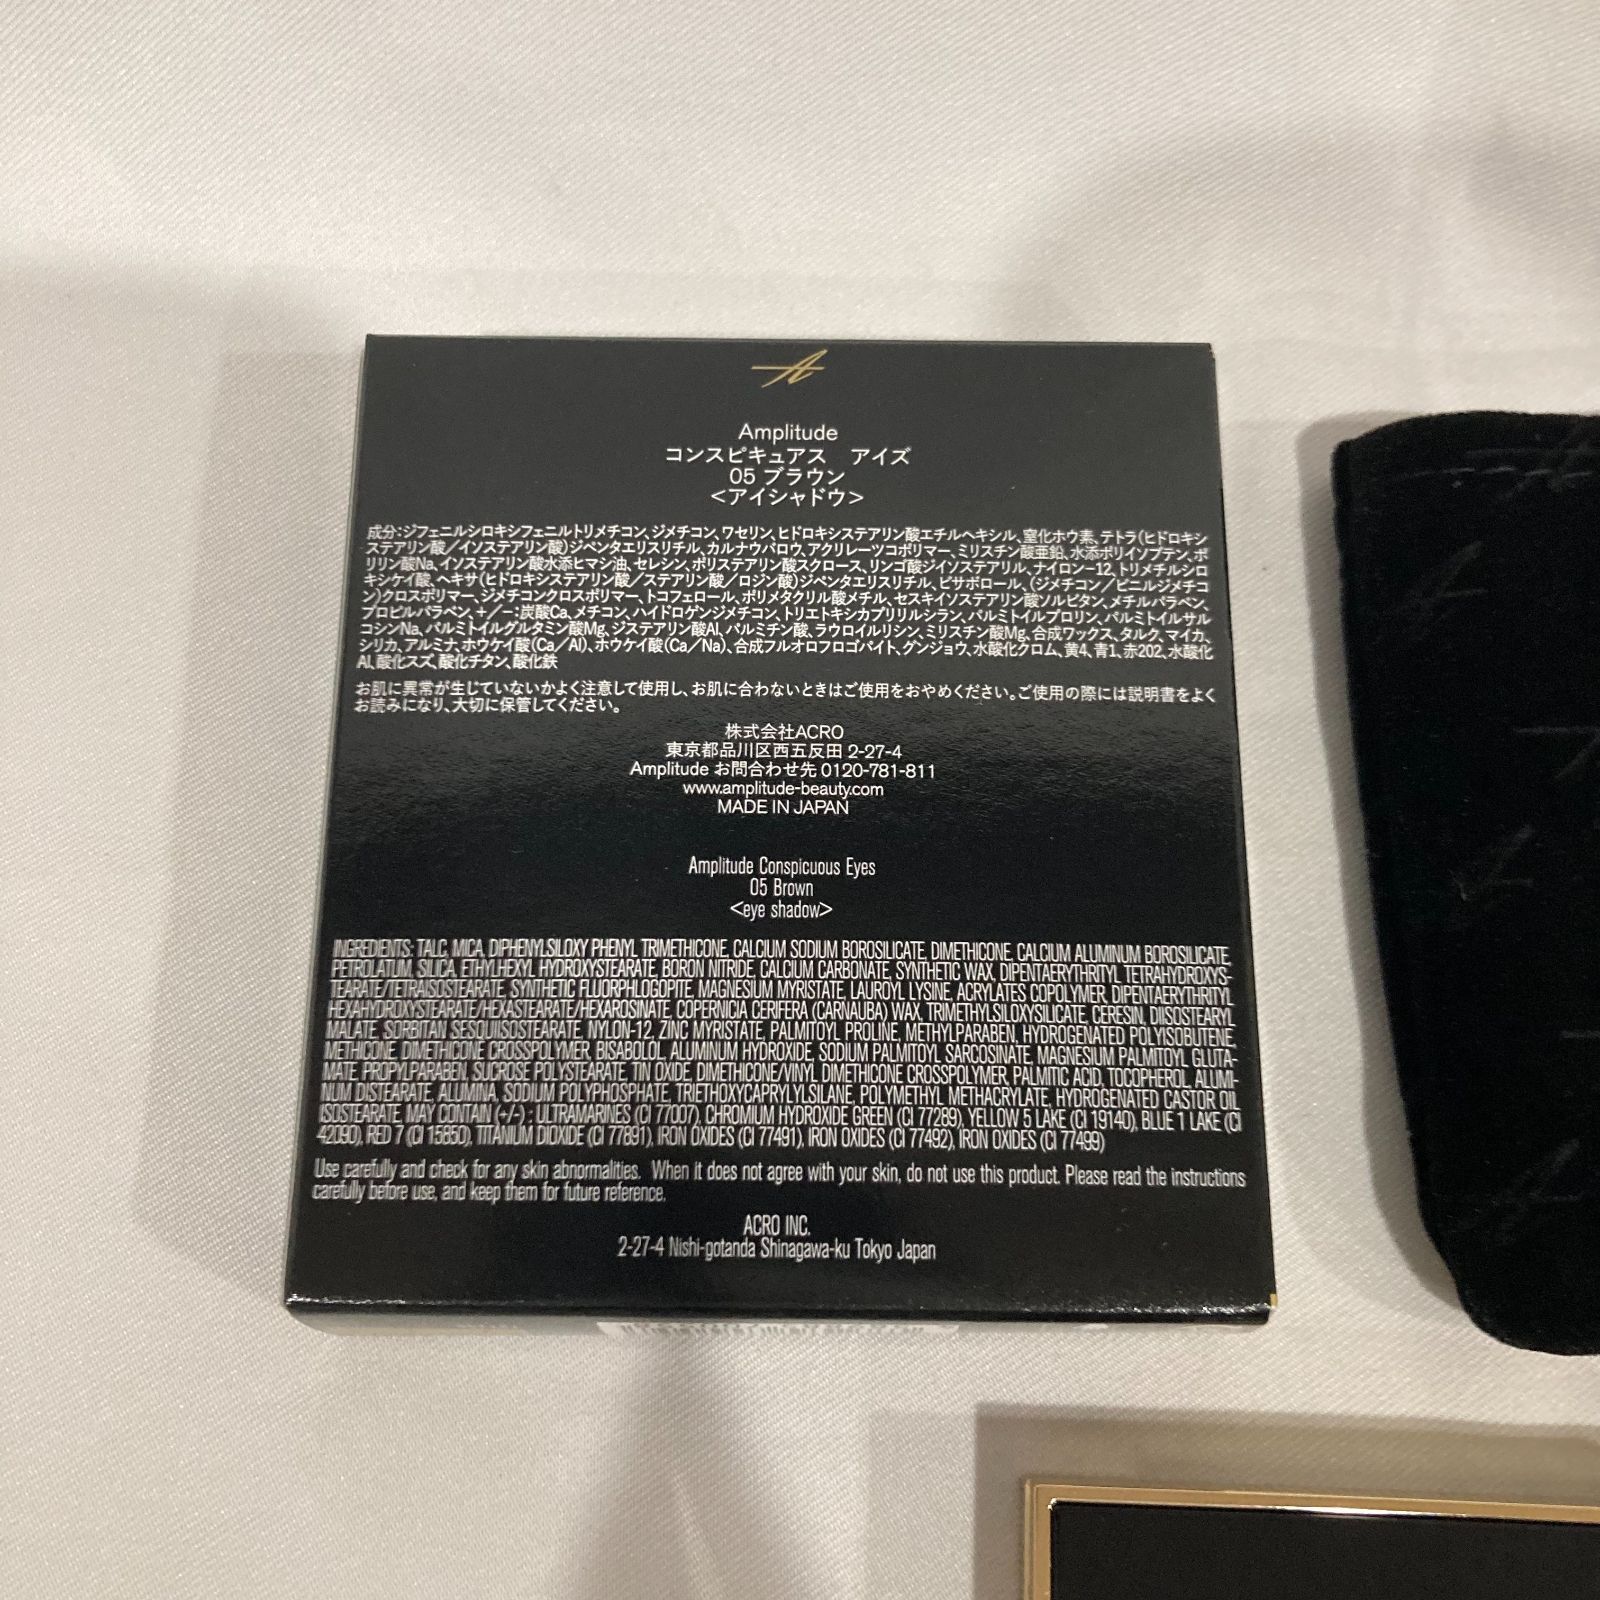 Amplitude
コンスピキュアス アイズ
05 ブラウン
<アイシャドウ>
成分:ジフェニルシロキシフェニルトリメチコン、ジメチコン、ワセリン、ヒドロキシステアリン酸エチルヘキシル、窒化ホウ素、テトラ(ヒドロキシ
ステアリン酸/イソステアリン酸)ジペンタエリスリチル、カルナウバロウ、アクリレーツコポリマー、ミリスチン酸亜鉛、水添ポリイソブテン、ポ
リリン酸Na、イソステアリン酸水添ヒマシ油、セレシン、ポリステアリン酸スクロース、リンゴ酸ジイソステアリル、ナイロン-12、トリメチルシロ
キシケイ酸、ヘキサ(ヒドロキシステアリン酸/ステアリン酸/ロジン酸)ジペンタエリスリチル、ビサボロール、(ジメチコン/ビニルジメチコ
ン)クロスポリマー、ジメチコンクロスポリマー、トコフェロール、ポリメタクリル酸メチル、セスキイソステアリン酸ソルビタン、メチルパラベン、
プロピルパラベン、+/-:炭酸Ca、メチコン、ハイドロゲンジメチコン、トリエトキシカプリリルシラン、パルミトイルプロリン、パルミトイルサル
コシンNa、パルミトイルグルタミン酸Mg、ジステアリン酸Al、パルミチン酸、ラウロイルリシン、ミリスチン酸Mg、合成ワックス、タルク、マイカ、
シリカ、アルミナ、ホウケイ酸(Ca/Al)、ホウケイ酸(Ca/Na)、合成フルオロフロゴパイト、グンジョウ、水酸化クロム、黄4、青1、赤202、水酸化
Al、酸化スズ、酸化チタン、酸化鉄
お肌に異常が生じていないかよく注意して使用し、お肌に合わないときはご使用をおやめください。ご使用の際には説明書をよく
お読みになり、大切に保管してください。
株式会社ACRO
東京都品川区西五反田 2-27-4
Amplitude お問合わせ先 0120-781-811
www.amplitude-beauty.com
MADE IN JAPAN
Amplitude Conspicuous Eyes
05 Brown
<eye shadow>
INGREDIENTS: TALC, MICA, DIPHENYLSILOXY PHENYL TRIMETHICONE, CALCIUM SODIUM BOROSILICATE, DIMETHICONE, CALCIUM ALUMINUM BOROSILICATE,
PETROLATUM, SILICA, ETHYLHEXYL HYDROXYSTEARATE, BORON NITRIDE, CALCIUM CARBONATE, SYNTHETIC WAX, DIPENTAERYTHRITYL TETRAHYDROXYS-
TEARATE/TETRAISOSTEARATE, SYNTHETIC FLUORPHLOGOPITE, MAGNESIUM MYRISTATE, LAUROYL LYSINE, ACRYLATES COPOLYMER, DIPENTAERYTHRITYL
HEXAHYDROXYSTEARATE/HEXASTEARATE/HEXAROSINATE, COPERNICIA CERIFERA (CARNAUBA) WAX, TRIMETHYLSILOXYSILICATE, CERESIN, DIISOSTEARYL
MALATE, SORBITAN SESQUIISOSTEARATE, NYLON-12, ZINC MYRISTATE, PALMITOYL PROLINE, METHYLPARABEN, HYDROGENATED POLYISOBUTENE,
METHICONE, DIMETHICONE CROSSPOLYMER, BISABOLOL, ALUMINUM HYDROXIDE, SODIUM PALMITOYL SARCOSINATE, MAGNESIUM PALMITOYL GLUTA-
MATE, PROPYLPARABEN, SUCROSE POLYSTEARATE, TIN OXIDE, DIMETHICONE/VINYL DIMETHICONE CROSSPOLYMER, PALMITIC ACID, TOCOPHEROL, ALUMI-
NUM DISTEARATE, ALUMINA, SODIUM POLYPHOSPHATE, TRIETHOXYCAPRYLYLSILANE, POLYMETHYL METHACRYLATE, HYDROGENATED CASTOR OIL
ISOSTEARATE, MAY CONTAIN (+/-) : ULTRAMARINES (CI 77007), CHROMIUM HYDROXIDE GREEN (CI 77289), YELLOW 5 LAKE (CI 19140), BLUE 1 LAKE (CI
42090), RED 7 (CI 15850), TITANIUM DIOXIDE (CI 77891), IRON OXIDES (CI 77491), IRON OXIDES (CI 77492), IRON OXIDES (CI 77499)
Use carefully and check for any skin abnormalities. When it does not agree with your skin, do not use this product. Please read the instructions
carefully before use, and keep them for future reference.
ACRO INC.
2-27-4 Nishi-gotanda Shinagawa-ku Tokyo Japan